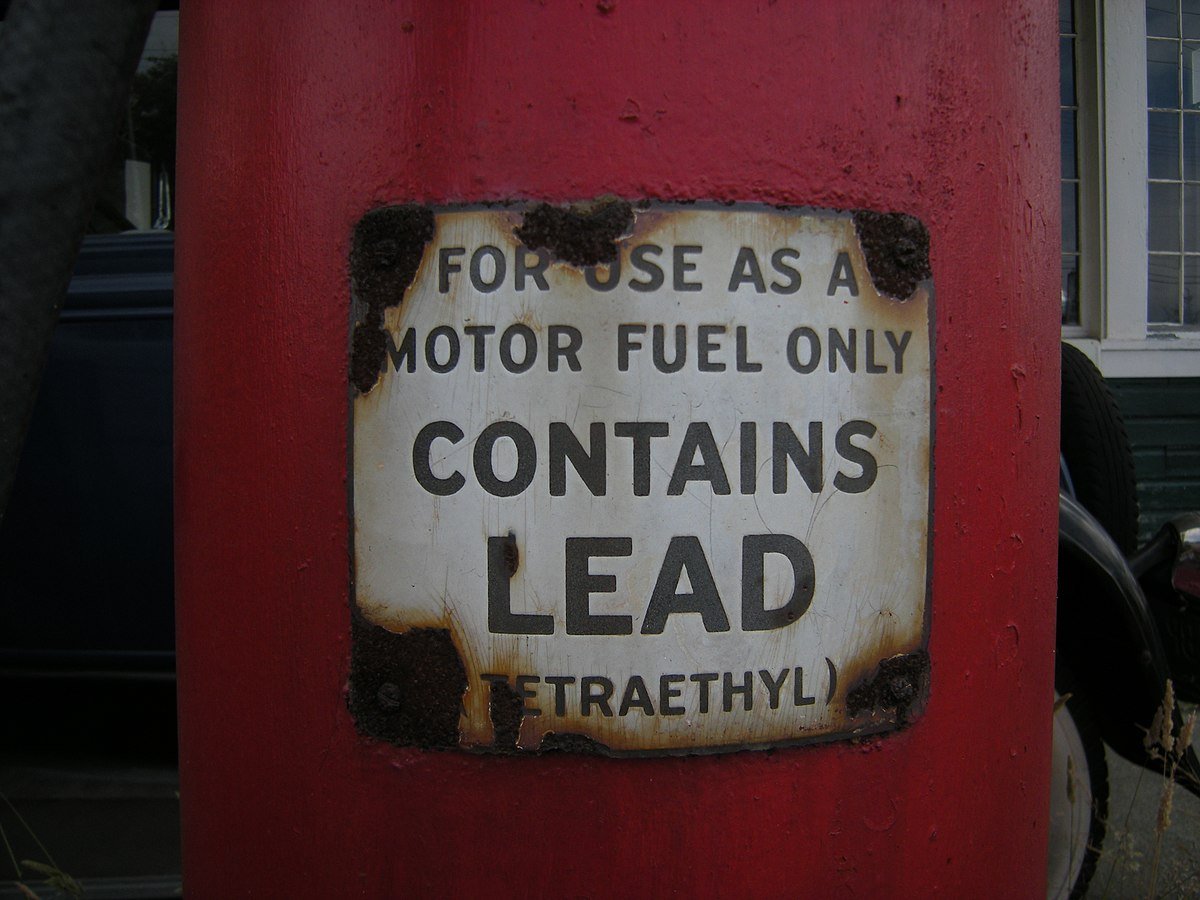 FOR USE AS A
MOTOR FUEL ONLY
CONTAINS
LEAD
TETRAETHYL)